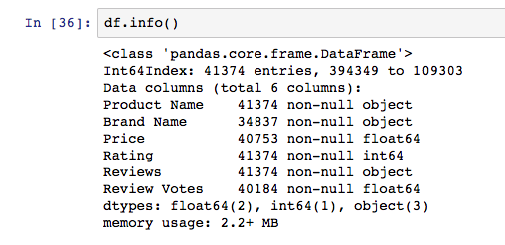 In [36]: df.info()
<class 'pandas.core.frame.DataFrame'>
Int64Index: 41374 entries, 394349 to 109303
Data columns (total 6 columns):
Product Name    41374 non-null object
Brand Name      34837 non-null object
Price           40753 non-null float64
Rating          41374 non-null int64
Reviews         41374 non-null object
Review Votes    40184 non-null float64
dtypes: float64(2), int64(1), object(3)
memory usage: 2.2+ MB